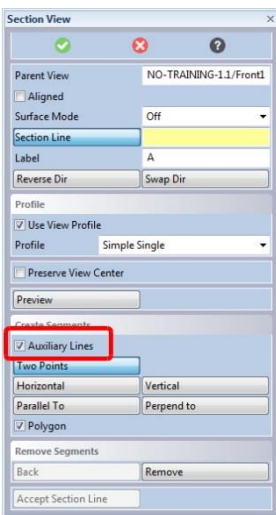 Section View
Parent View NO-TRAINING-1.1/Front1
Aligned
Surface Mode Off
Section Line
Label A
Reverse Dir Swap Dir
Profile
Use View Profile
Profile Simple Single
Preserve View Center
Preview
Create Segments
Auxiliary Lines
Two Points
Horizontal Vertical
Parallel To Perpend to
Polygon
Remove Segments
Back Remove
Accept Section Line